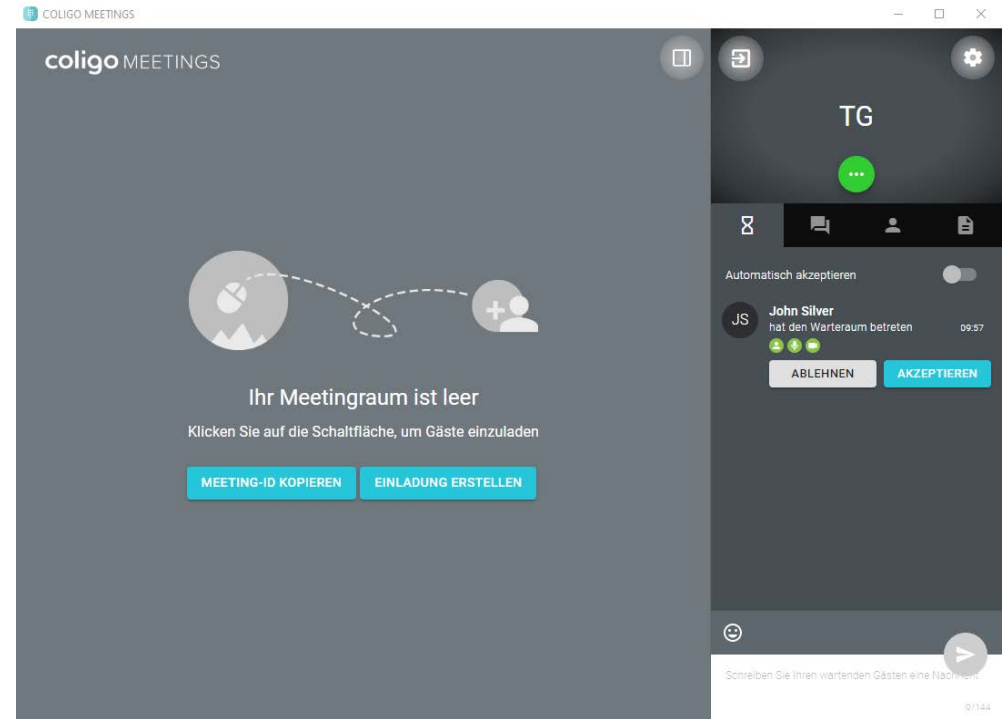 COLIGO MEETINGS
coligo MEETINGS
TG
Automatisch akzeptieren
JS
John Silver
hat den Warteraum betreten
09:57
ABLEHNEN
AKZEPTIEREN
Ihr Meetingraum ist leer
Klicken Sie auf die Schaltfläche, um Gäste einzuladen
MEETING-ID KOPIEREN
EINLADUNG ERSTELLEN
Schreiben Sie Ihren wartenden Gästen eine Nachricht
0/144